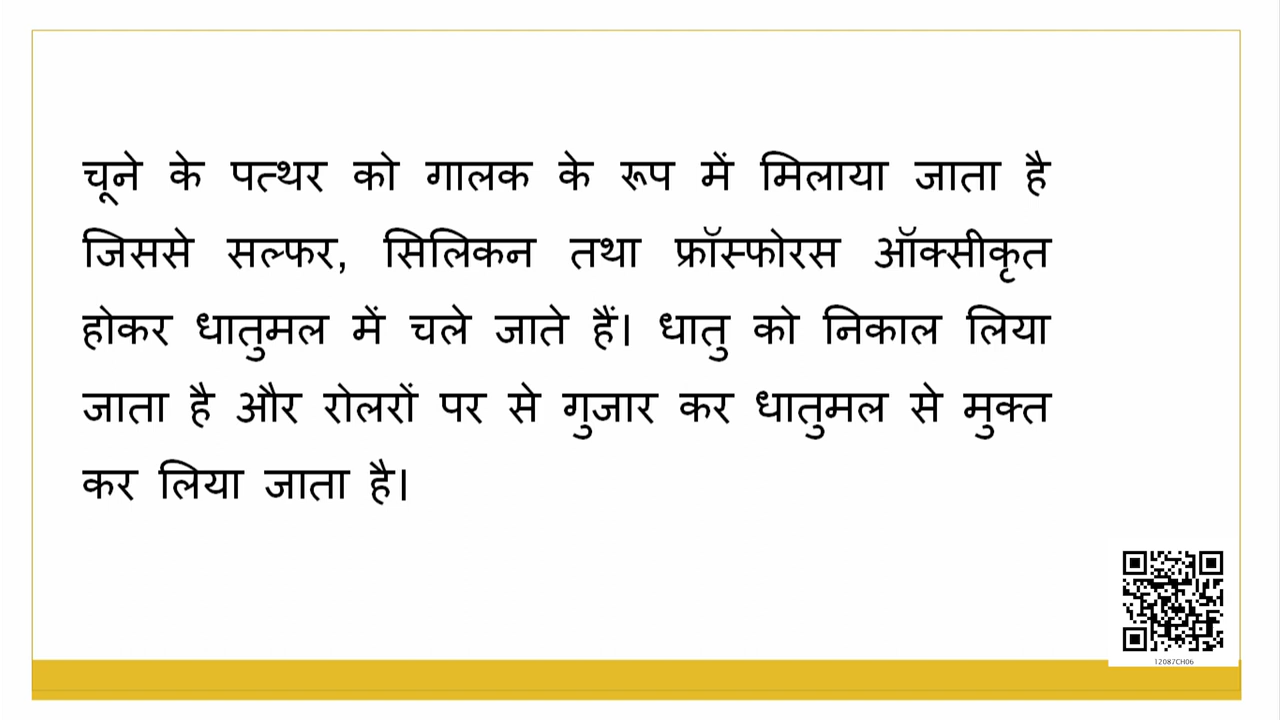 चूने के पत्थर को गालक के रूप में मिलाया जाता है
जिससे सल्फर, सिलिकन तथा फ्रॉस्फोरस ऑक्सीकृत
होकर धातुमल में चले जाते हैं। धातु को निकाल लिया
जाता है और रोलरों पर से गुजार कर धातुमल से मुक्त
कर लिया जाता है।
12087CH06